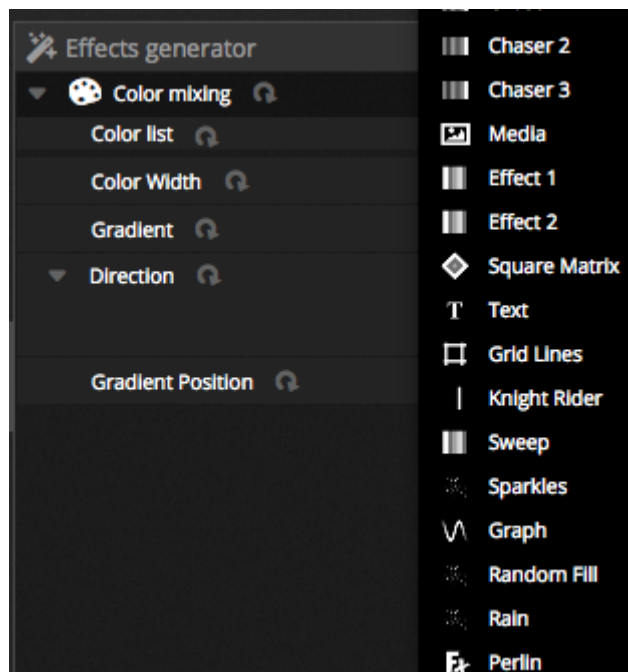 Effects generator
Color mixing
Color list
Color Width
Gradient
Direction
Gradient Position
Chaser 2
Chaser 3
Media
Effect 1
Effect 2
Square Matrix
Text
Grid Lines
Knight Rider
Sweep
Sparkles
Graph
Random Fill
Rain
Perlin